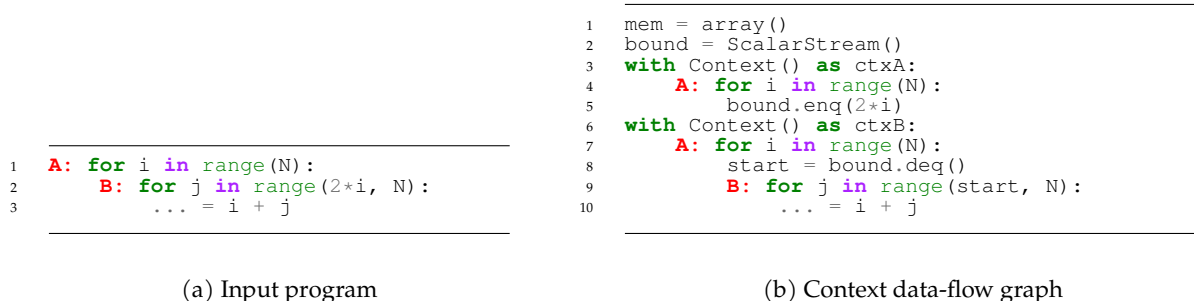 1 A: for i in range(N):
2 B: for j in range(2*i, N):
3 ... = i + j
(a) Input program
1 mem = array()
2 bound = ScalarStream()
3 with Context() as ctxA:
4 A: for i in range(N):
5 bound.enq(2*i)
6 with Context() as ctxB:
7 A: for i in range(N):
8 start = bound.deq()
9 B: for j in range(start, N):
10 ... = i + j
(b) Context data-flow graph